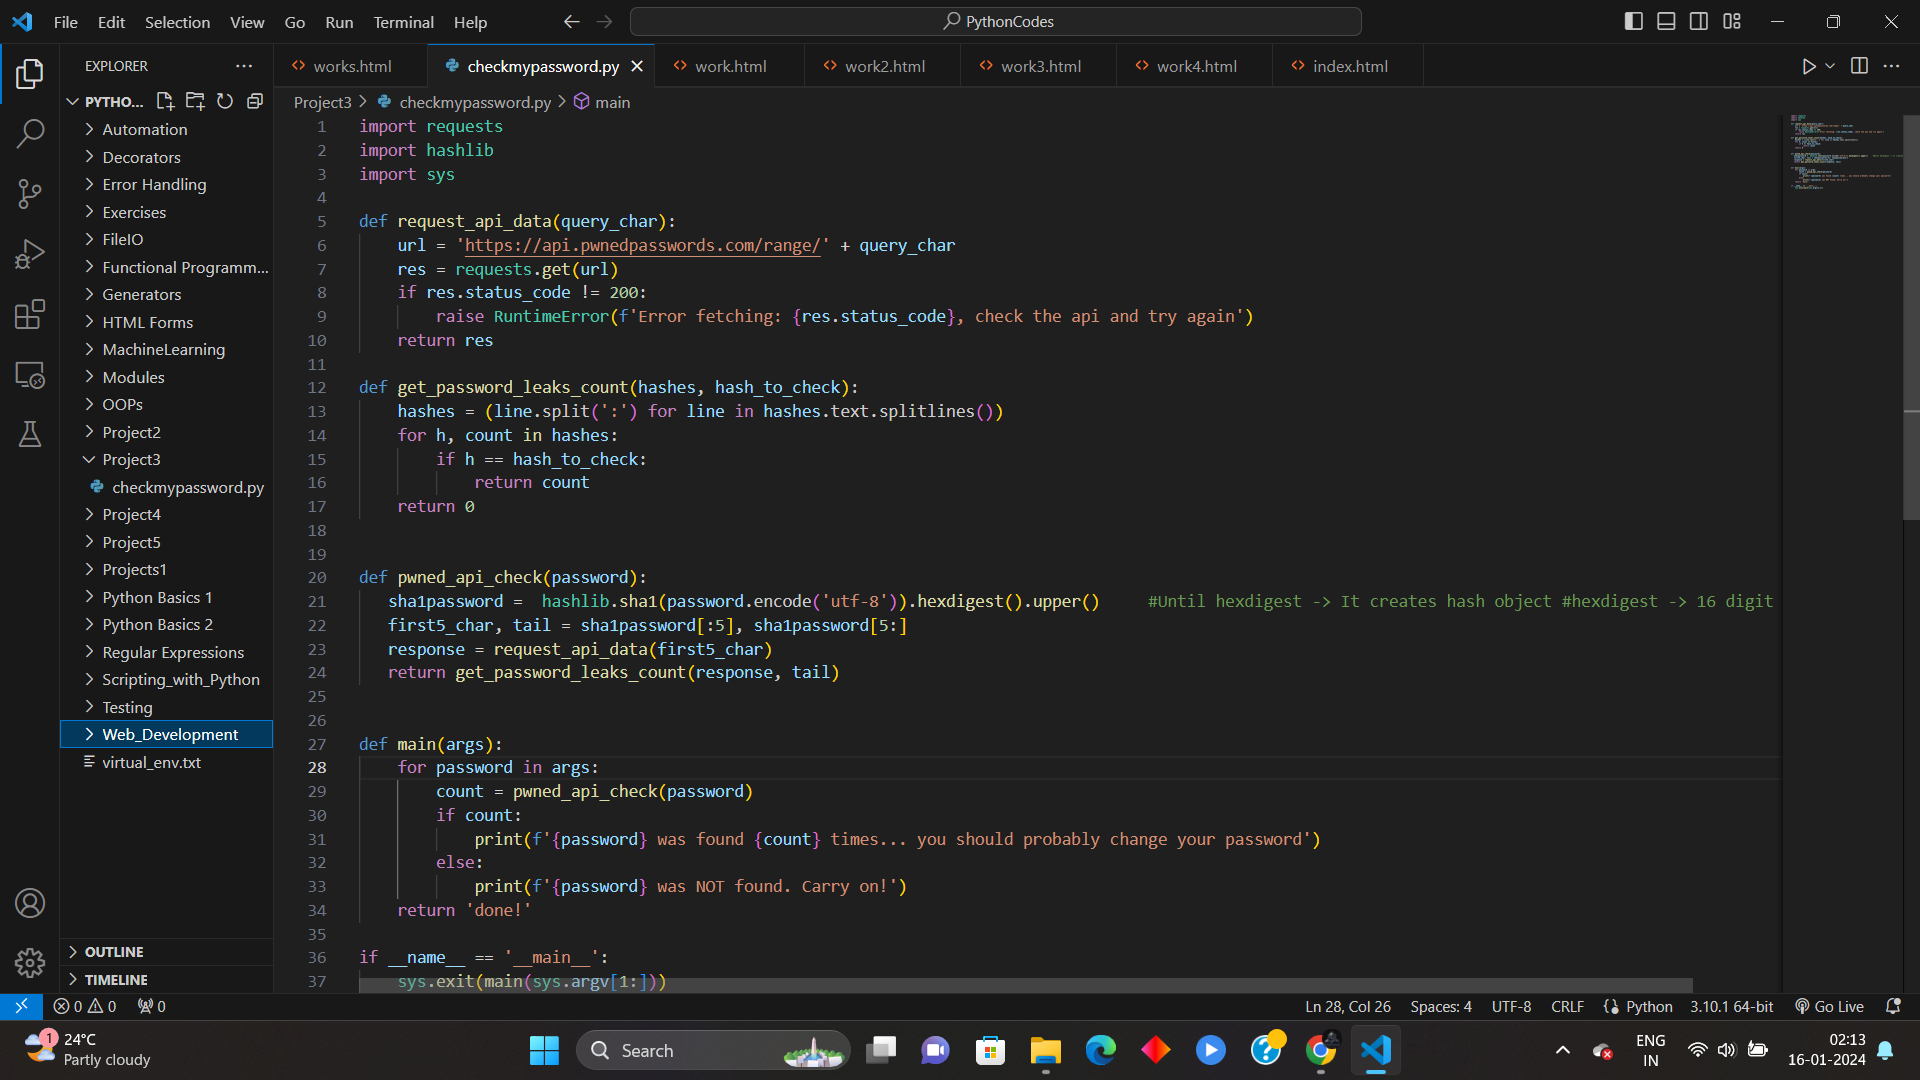 File Edit Selection View Go Run Terminal Help
PythonCodes
EXPLORER
works.html
checkmypassword.py
work.html
work2.html
work3.html
work4.html
index.html
PYTHO...
Project3 > checkmypassword.py > main
Automation
Decorators
Error Handling
Exercises
FileIO
Functional Programm...
Generators
HTML Forms
MachineLearning
Modules
OOPs
Project2
Project3
checkmypassword.py
Project4
Project5
Projects1
Python Basics 1
Python Basics 2
Regular Expressions
Scripting_with_Python
Testing
Web_Development
virtual_env.txt
OUTLINE
TIMELINE
1 import requests
2 import hashlib
3 import sys
4
5 def request_api_data(query_char):
6     url = 'https://api.pwnedpasswords.com/range/' + query_char
7     res = requests.get(url)
8     if res.status_code != 200:
9         raise RuntimeError(f'Error fetching: {res.status_code}, check the api and try again')
10     return res
11
12 def get_password_leaks_count(hashes, hash_to_check):
13     hashes = (line.split(':') for line in hashes.text.splitlines())
14     for h, count in hashes:
15         if h == hash_to_check:
16             return count
17     return 0
18
19
20 def pwned_api_check(password):
21    sha1password =  hashlib.sha1(password.encode('utf-8')).hexdigest().upper()     #Until hexdigest -> It creates hash object #hexdigest -> 16 digit
22    first5_char, tail = sha1password[:5], sha1password[5:]
23    response = request_api_data(first5_char)
24    return get_password_leaks_count(response, tail)
25
26
27 def main(args):
28     for password in args:
29         count = pwned_api_check(password)
30         if count:
31             print(f'{password} was found {count} times... you should probably change your password')
32         else:
33             print(f'{password} was NOT found. Carry on!')
34     return 'done!'
35
36 if __name__ == '__main__':
37     sys.exit(main(sys.argv[1:]))
0 0 0
Ln 28, Col 26 Spaces: 4 UTF-8 CRLF Python 3.10.1 64-bit Go Live
1
24°C
Partly cloudy
Search
ENG
IN
02:13
16-01-2024